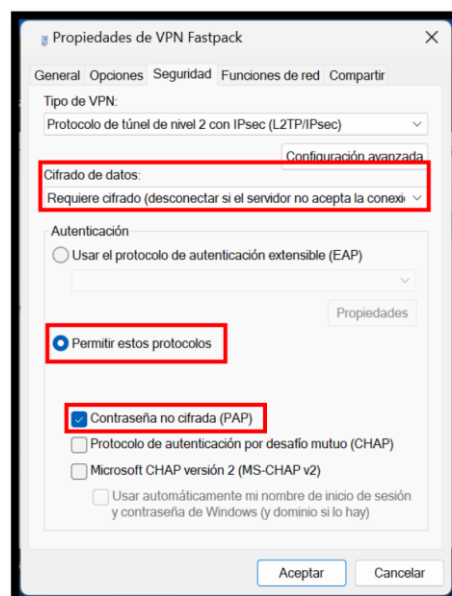 Propiedades de VPN Fastpack
General Opciones Seguridad Funciones de red Compartir
Tipo de VPN:
Protocolo de túnel de nivel 2 con IPsec (L2TP/IPsec)
Configuración avanzada
Cifrado de datos:
Requiere cifrado (desconectar si el servidor no acepta la conexi
Autenticación
Usar el protocolo de autenticación extensible (EAP)
Propiedades
Permitir estos protocolos
Contraseña no cifrada (PAP)
Protocolo de autenticación por desafío mutuo (CHAP)
Microsoft CHAP versión 2 (MS-CHAP v2)
Usar automáticamente mi nombre de inicio de sesión
y contraseña de Windows (y dominio si lo hay)
Aceptar Cancelar